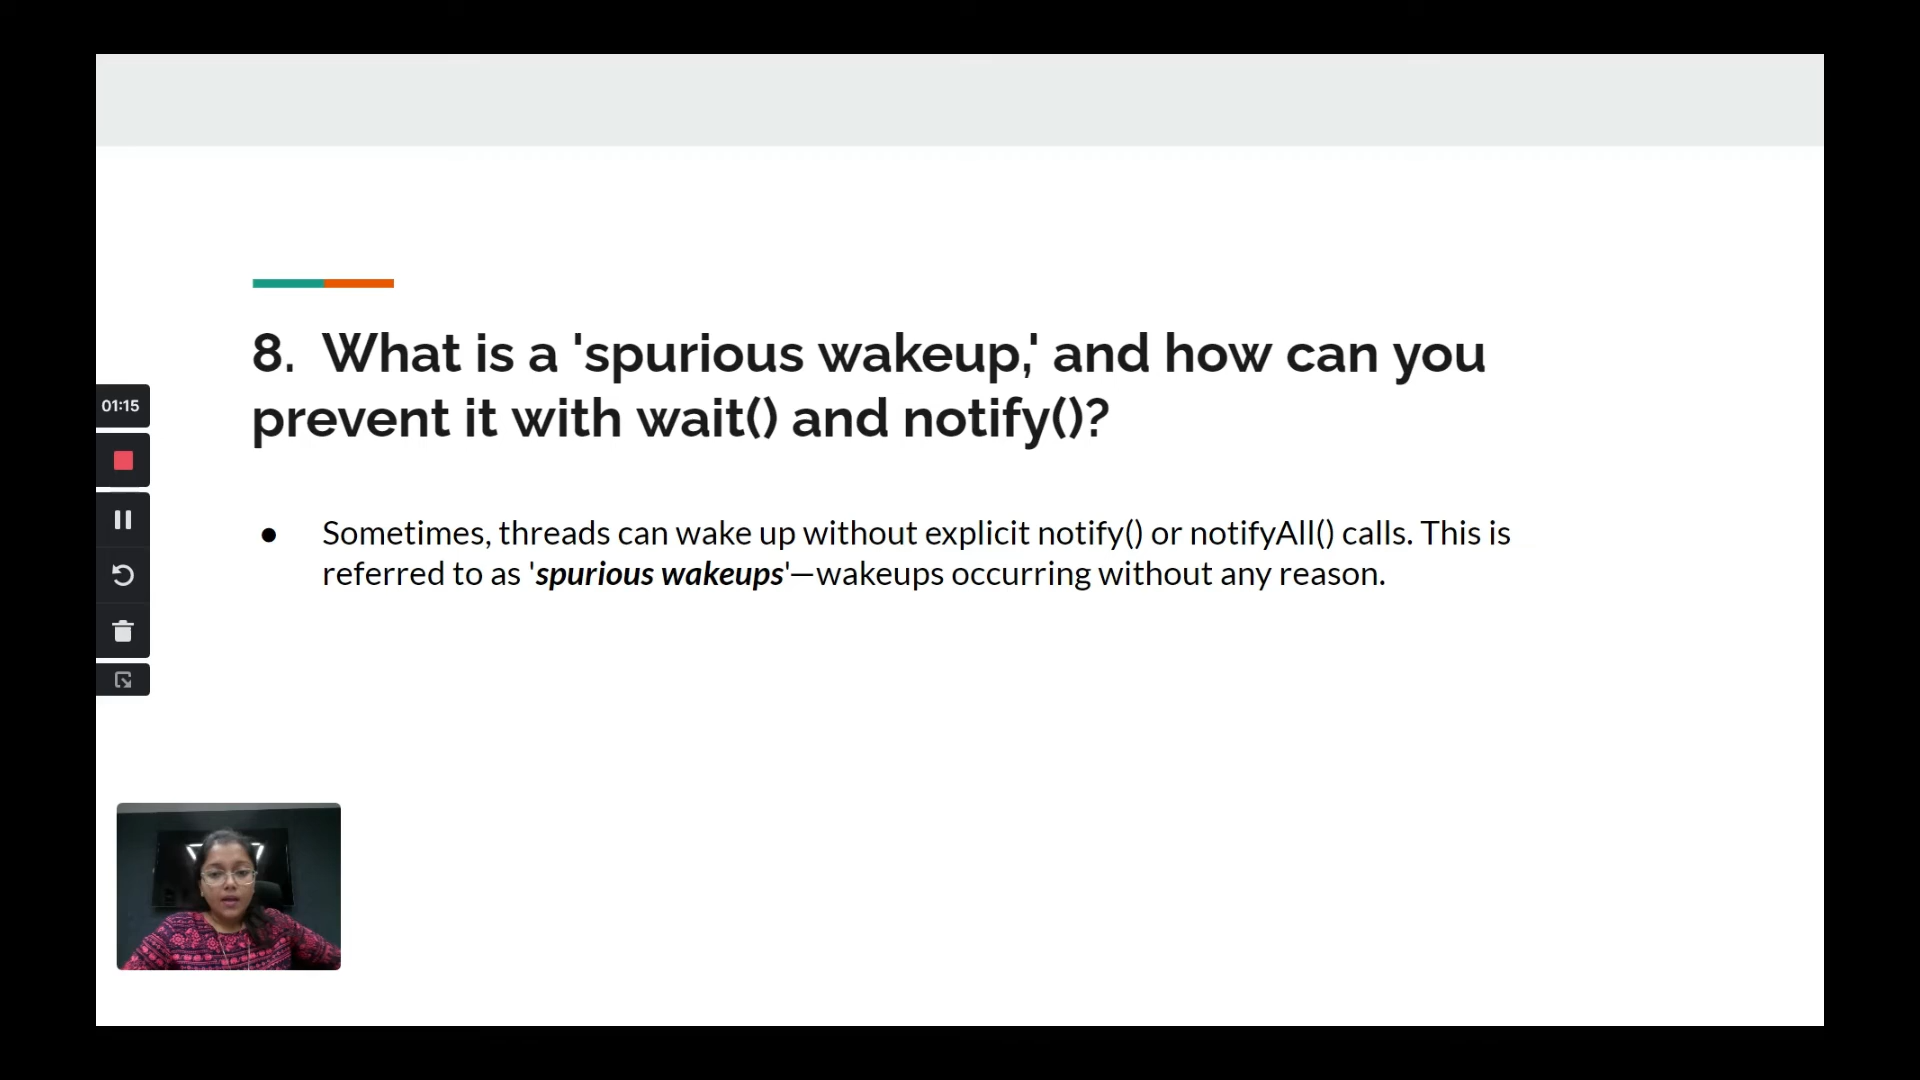 8. What is a 'spurious wakeup,' and how can you
prevent it with wait() and notify()?
01:15
● Sometimes, threads can wake up without explicit notify() or notifyAll() calls. This is
referred to as 'spurious wakeups'—wakeups occurring without any reason.